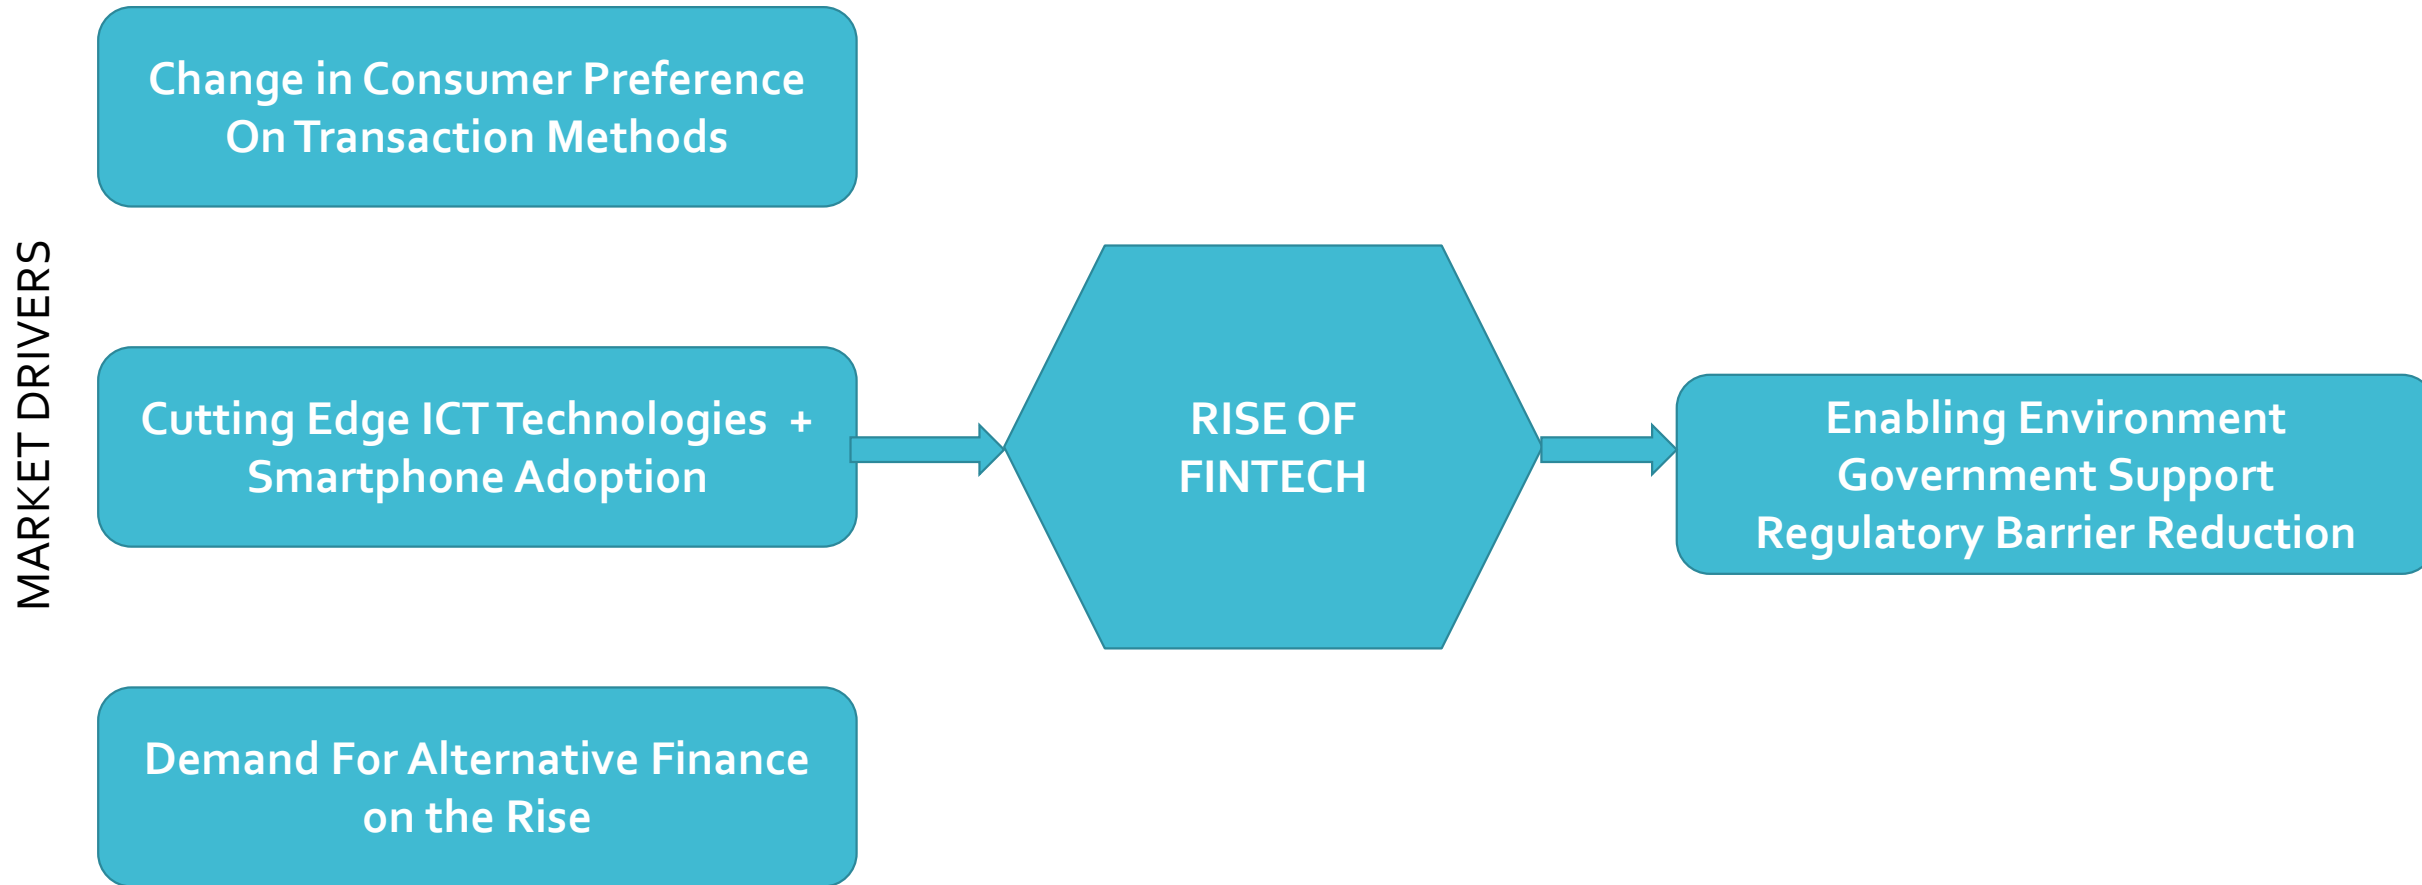 MARKET DRIVERS
Change in Consumer Preference
On Transaction Methods
Cutting Edge ICT Technologies +
Smartphone Adoption
Demand For Alternative Finance
on the Rise
RISE OF
FINTECH
Enabling Environment
Government Support
Regulatory Barrier Reduction